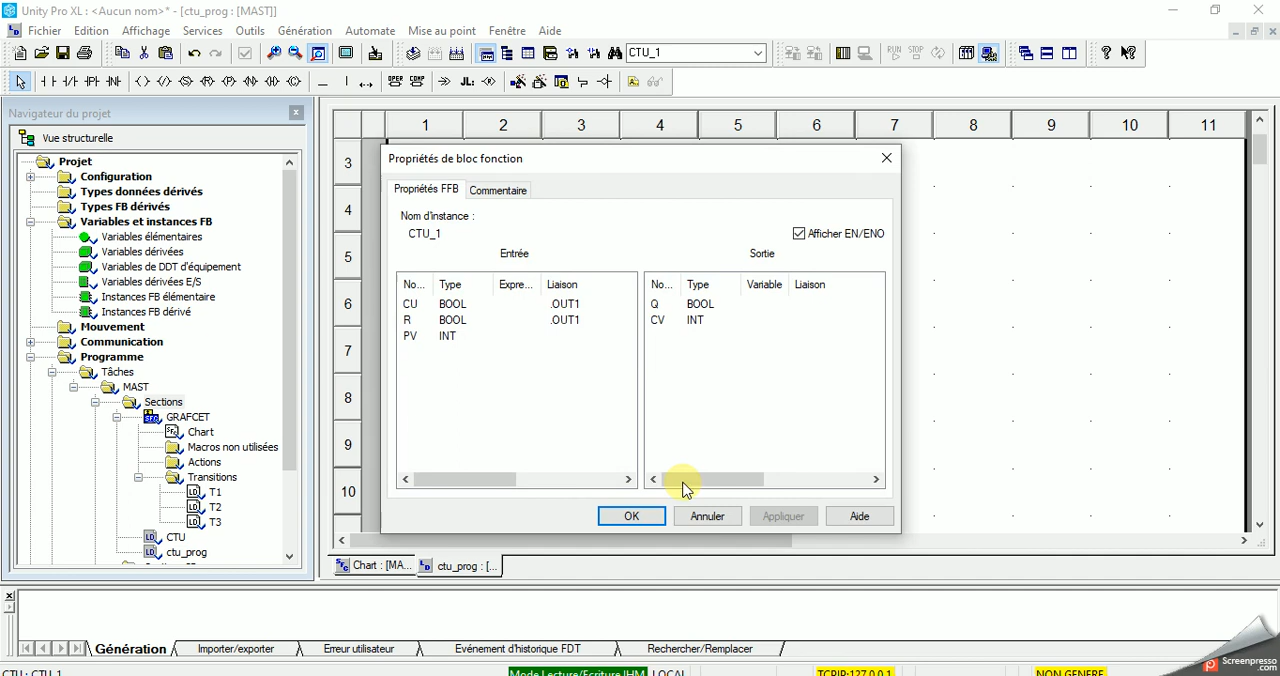 Unity Pro XL : <Aucun nom>* - [ctu_prog : [MAST]]
Fichier Edition Affichage Services Outils Génération Automate Mise au point Fenêtre Aide
CTU_1
RUN STOP
Navigateur du projet
Vue structurelle
Projet
Configuration
Types données dérivés
Types FB dérivés
Variables et instances FB
Variables élémentaires
Variables dérivées
Variables de DDT d'équipement
Variables dérivées E/S
Instances FB élémentaire
Instances FB dérivé
Mouvement
Communication
Programme
Tâches
MAST
Sections
GRAFCET
Chart
Macros non utilisées
Actions
Transitions
T1
T2
T3
CTU
ctu_prog
1 2 3 4 5 6 7 8 9 10 11
3
4
5
6
7
8
9
10
Propriétés de bloc fonction
Propriétés FFB Commentaire
Nom d'instance :
CTU_1
Afficher EN/ENO
Entrée Sortie
No... Type Expre... Liaison
CU BOOL .OUT1
R BOOL .OUT1
PV INT
No... Type Variable Liaison
Q BOOL
CV INT
OK Annuler Appliquer Aide
Chart : [MA... ctu_prog : [...
Génération Importer/exporter Erreur utilisateur Evénement d'historique FDT Rechercher/Remplacer
CTU : CTU_1 Mode Lecture/Ecriture IHM LOCAL TCPIP:127.0.0.1 NON GENERE
Screenpresso
.com